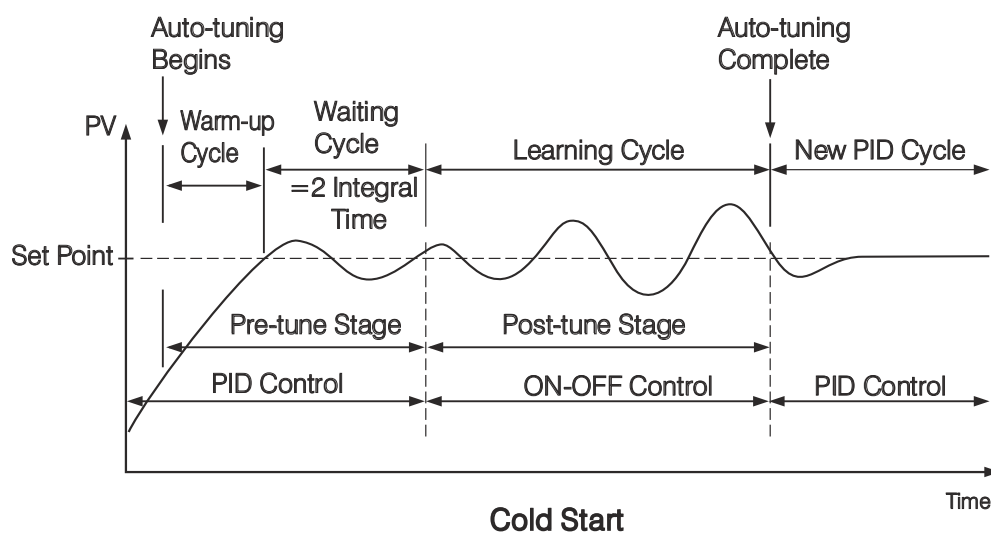 Auto-tuning
Begins
Auto-tuning
Complete
PV
Warm-up
Cycle
Waiting
Cycle
=2 Integral
Time
Learning Cycle
New PID Cycle
Set Point
Pre-tune Stage
Post-tune Stage
PID Control
ON-OFF Control
PID Control
Time
Cold Start